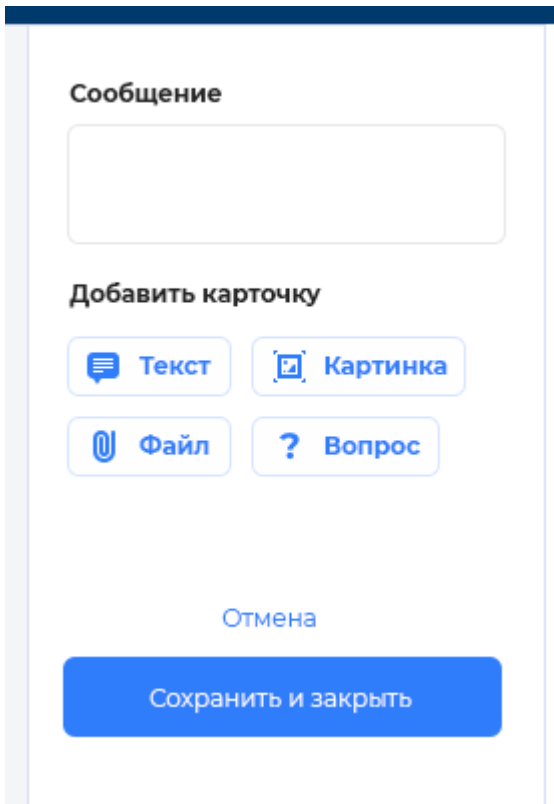 Сообщение
Добавить карточку
Текст
Картинка
Файл
? Вопрос
Отмена
Сохранить и закрыть